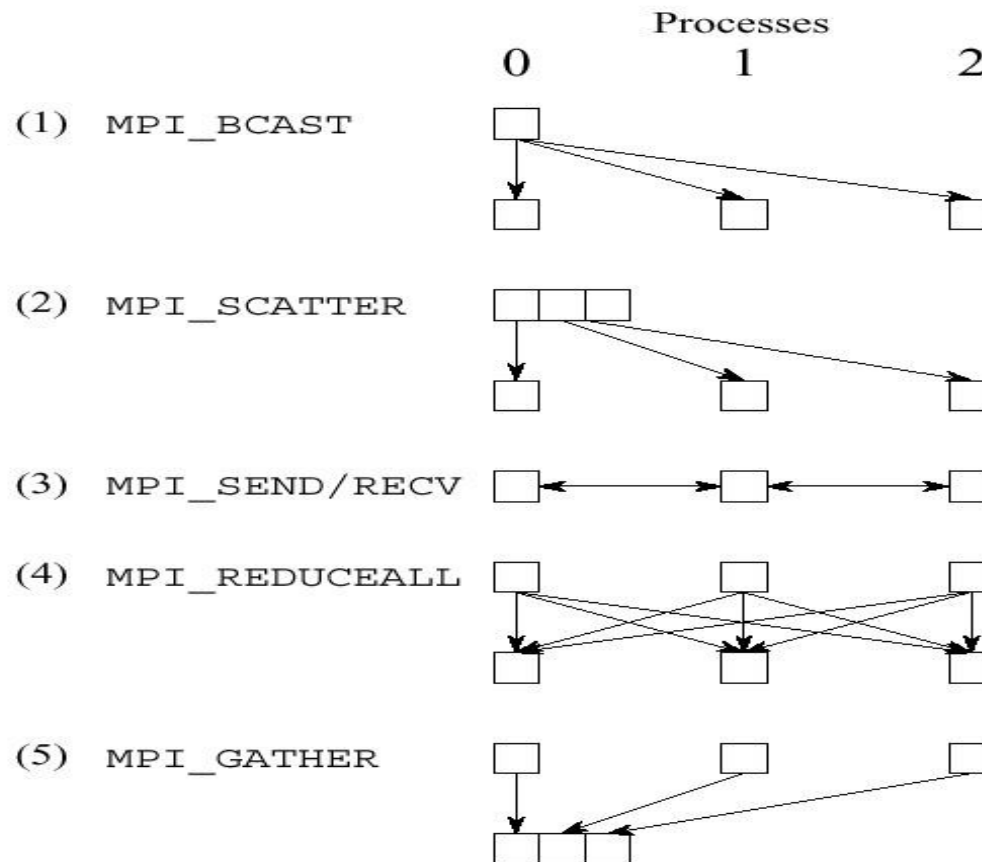 Processes
0 1 2
(1) MPI_BCAST
(2) MPI_SCATTER
(3) MPI_SEND/RECV
(4) MPI_REDUCEALL
(5) MPI_GATHER